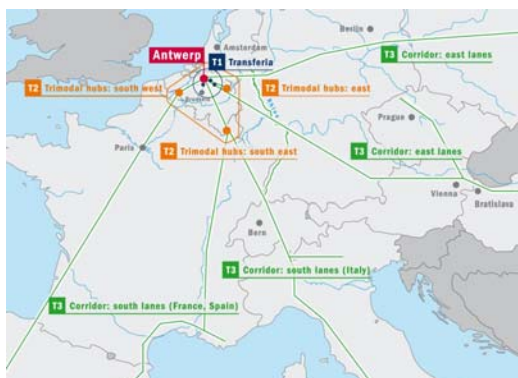 Berlin
Amsterdam
T3 Corridor: east lanes
Antwerp
T1 Transferia
T2 Trimodal hubs: south west
T2 Trimodal hubs: east
Brussels
Rhine
Prague
Paris
T2 Trimodal hubs: south east
T3 Corridor: east lanes
Vienna
Bratislava
Bern
T3 Corridor: south lanes (Italy)
T3 Corridor: south lanes (France, Spain)